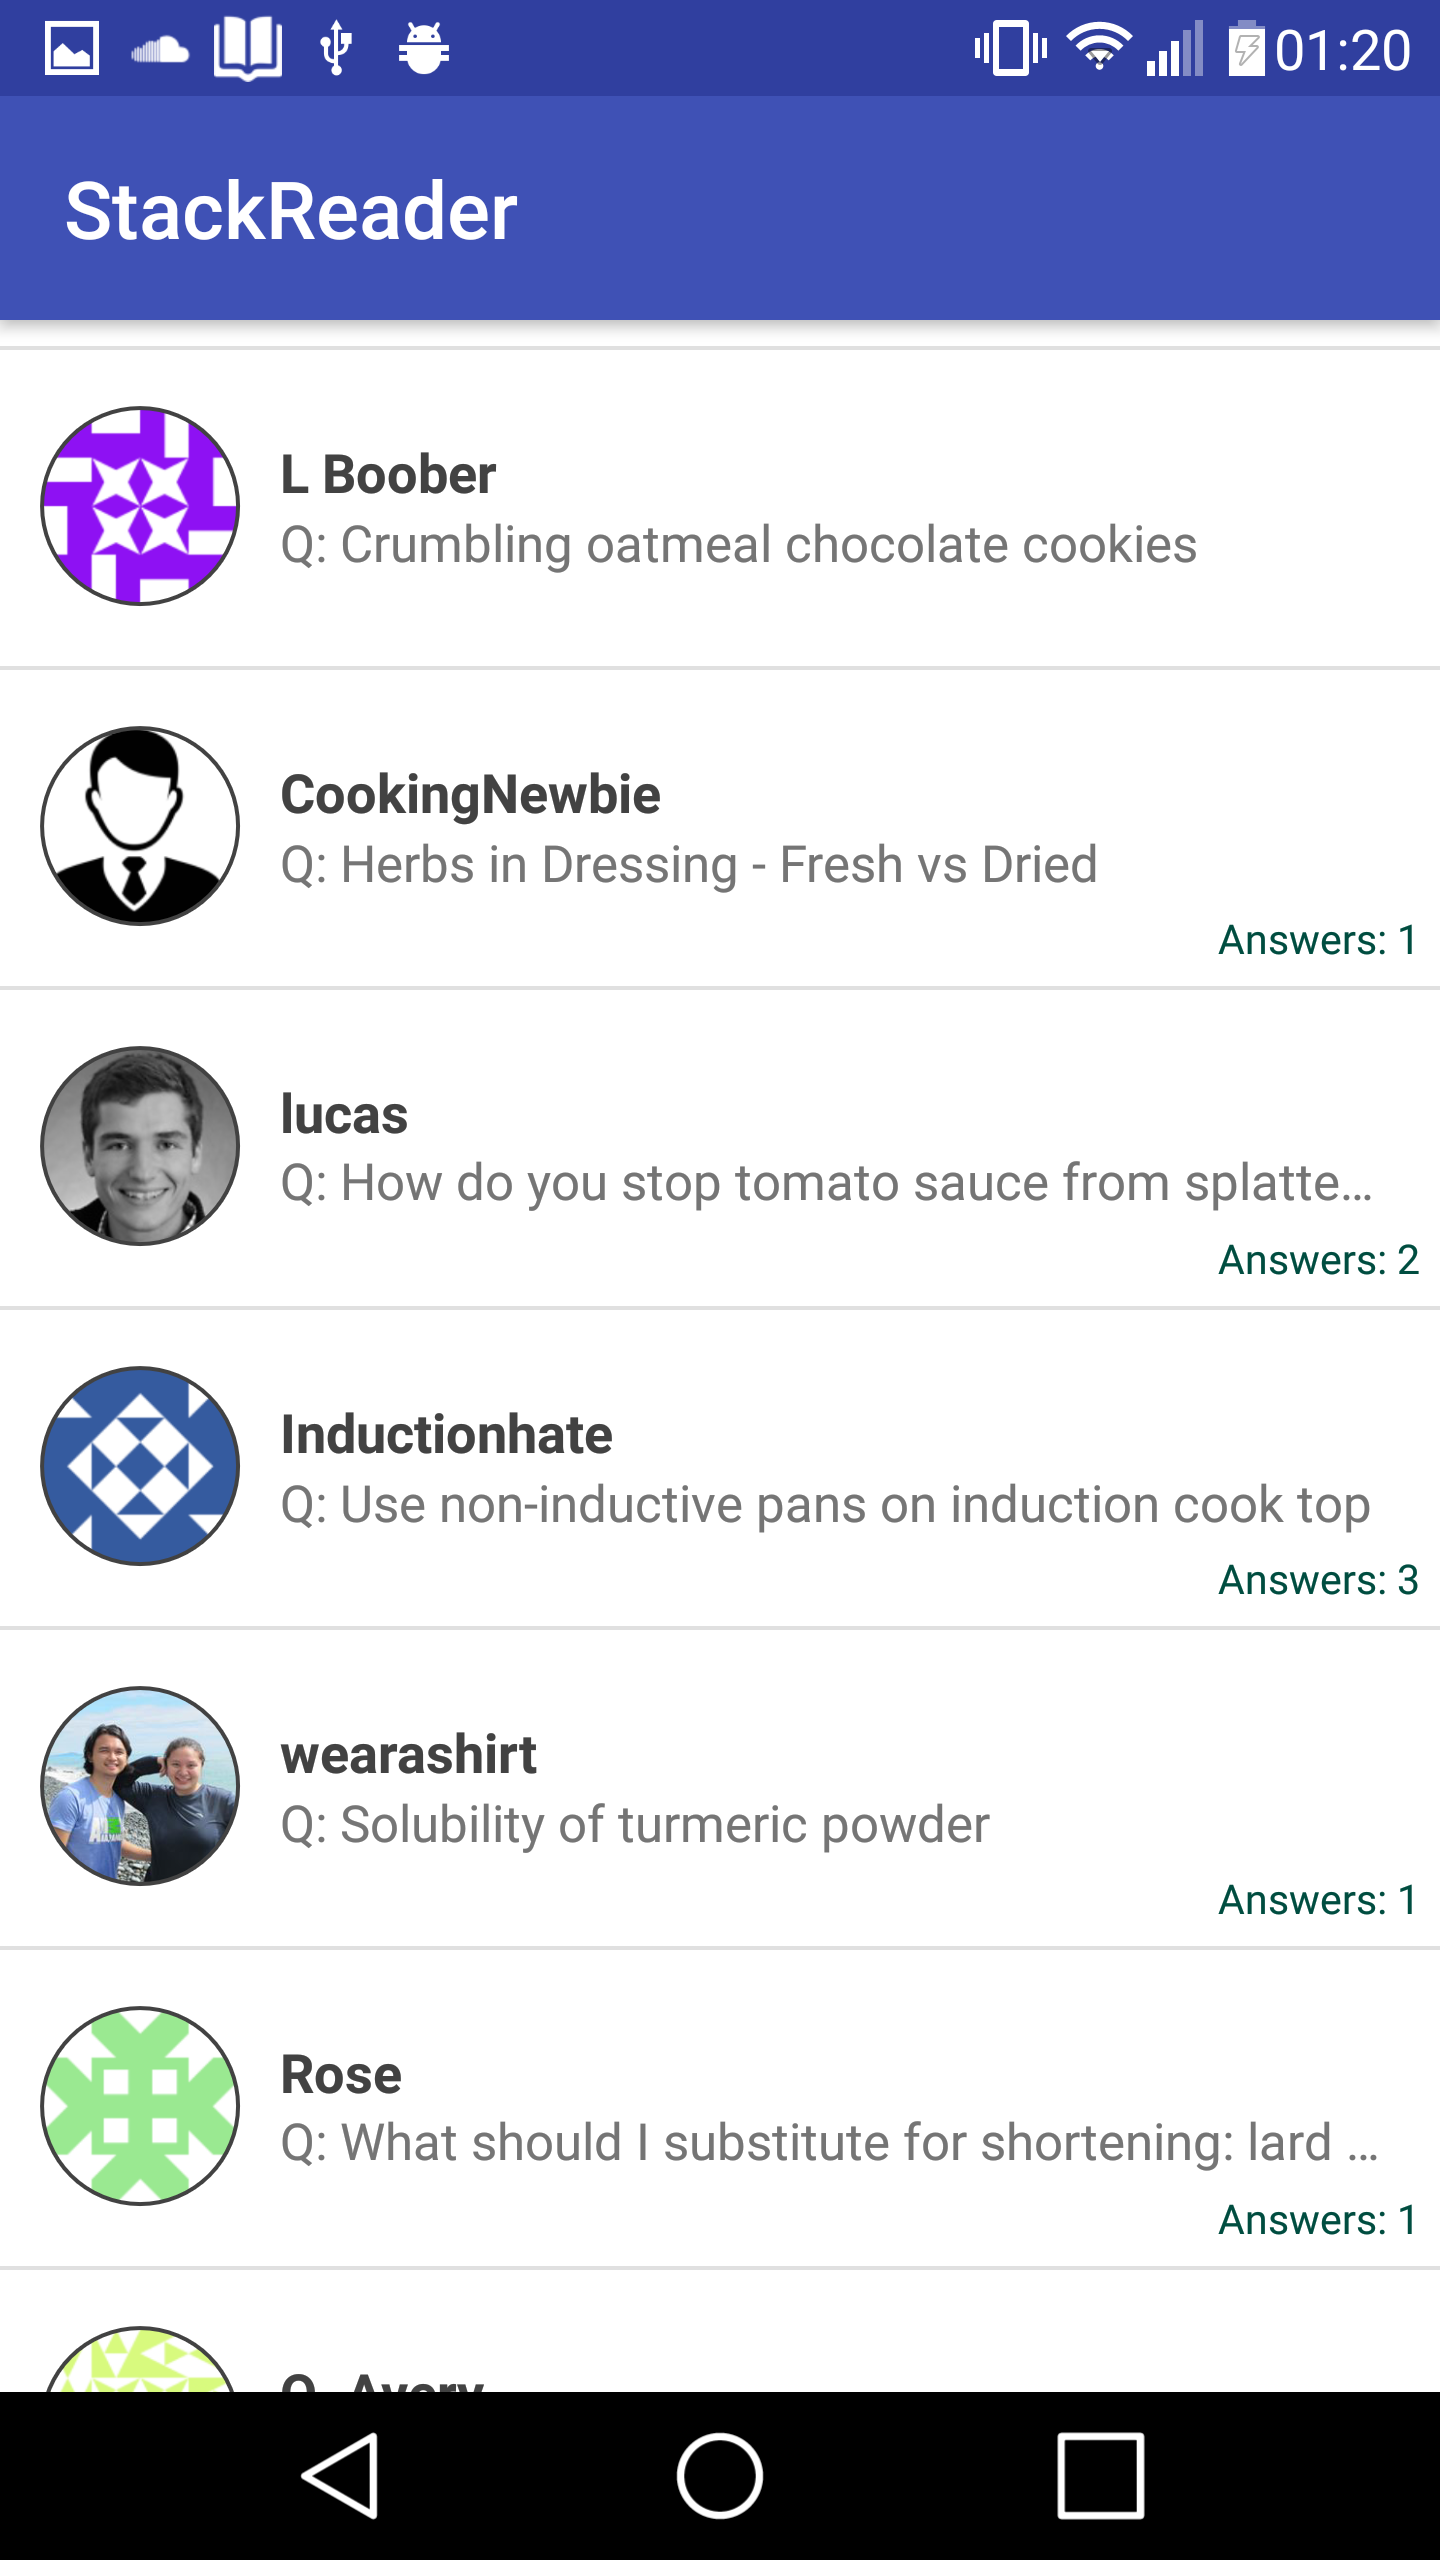 01:20
StackReader
L Boober
Q: Crumbling oatmeal chocolate cookies
CookingNewbie
Q: Herbs in Dressing - Fresh vs Dried
Answers: 1
lucas
Q: How do you stop tomato sauce from splatte...
Answers: 2
Inductionhate
Q: Use non-inductive pans on induction cook top
Answers: 3
wearashirt
Q: Solubility of turmeric powder
Answers: 1
Rose
Q: What should I substitute for shortening: lard ...
Answers: 1
Avery